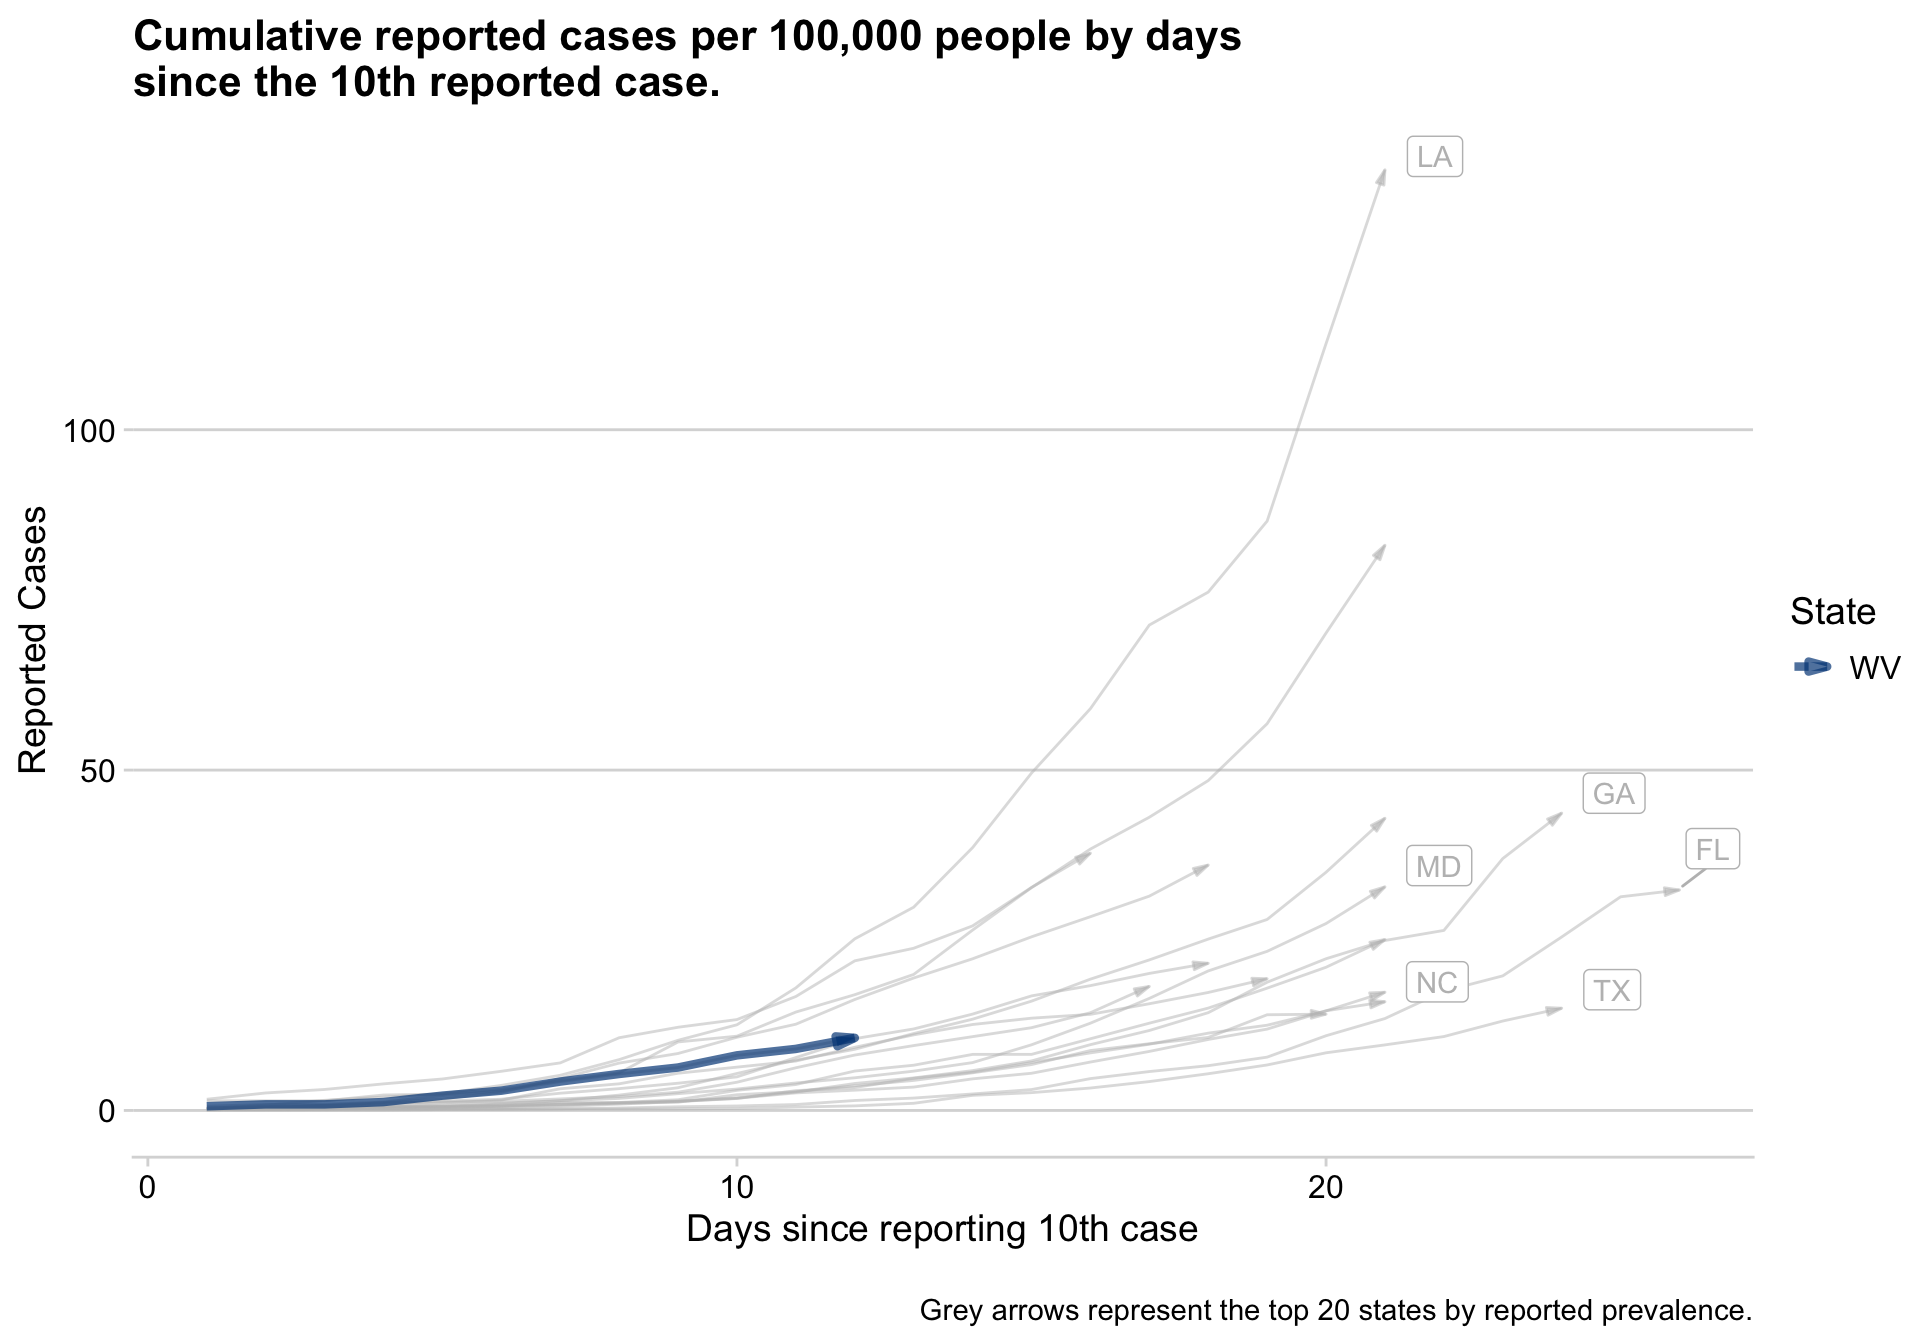 Cumulative reported cases per 100,000 people by days
since the 10th reported case.
LA
100
Reported Cases
State
WV
50
GA
FL
MD
NC
TX
0
0
10
20
Days since reporting 10th case
Grey arrows represent the top 20 states by reported prevalence.